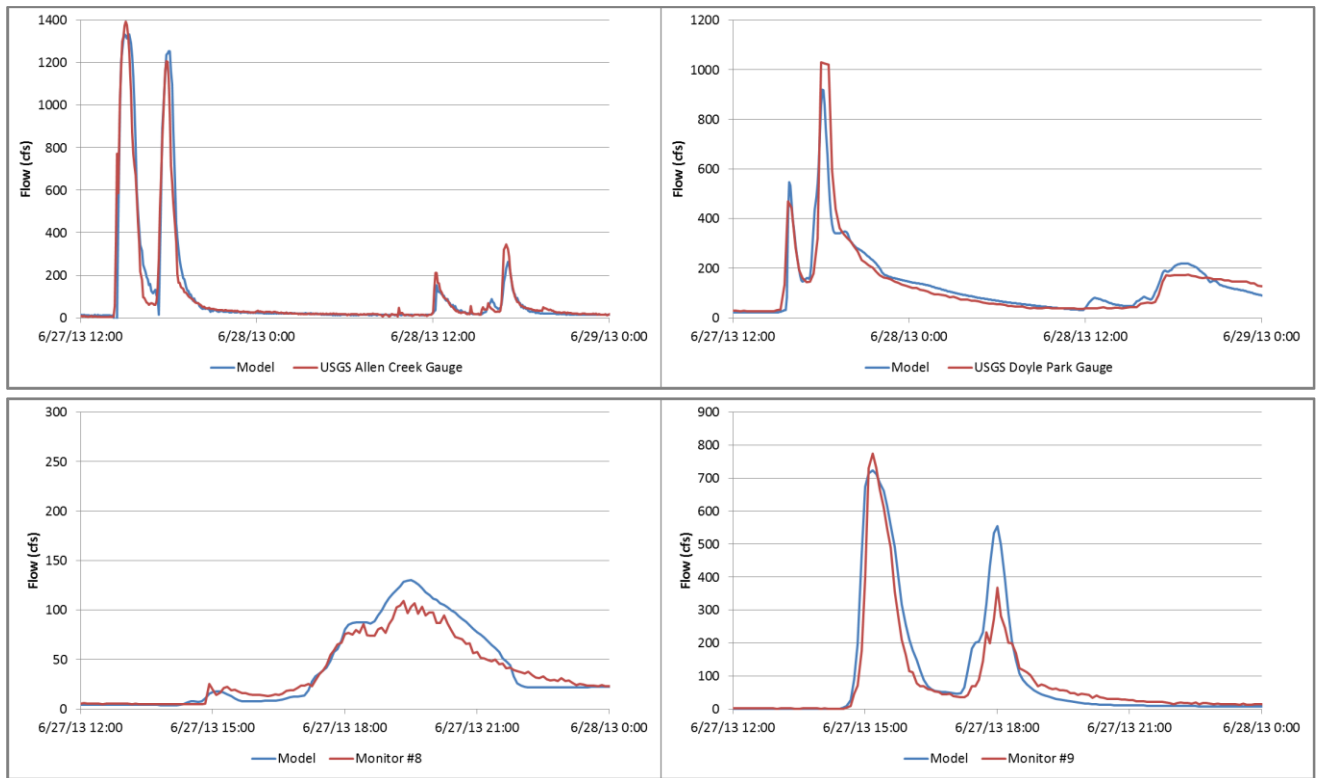 1400
1200
1000
800
600
400
200
0
Flow (cfs)
6/27/13 12:00 6/28/13 0:00 6/28/13 12:00 6/29/13 0:00
Model USGS Allen Creek Gauge
1200
1000
800
600
400
200
0
Flow (cfs)
6/27/13 12:00 6/28/13 0:00 6/28/13 12:00 6/29/13 0:00
Model USGS Doyle Park Gauge
300
250
200
150
100
50
0
Flow (cfs)
6/27/13 12:00 6/27/13 15:00 6/27/13 18:00 6/27/13 21:00 6/28/13 0:00
Model Monitor #8
900
800
700
600
500
400
300
200
100
0
Flow (cfs)
6/27/13 12:00 6/27/13 15:00 6/27/13 18:00 6/27/13 21:00 6/28/13 0:00
Model Monitor #9